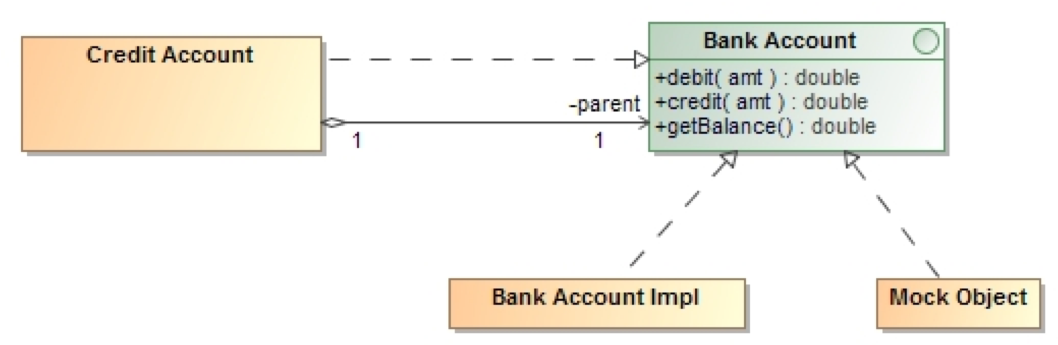 Credit Account
Bank Account
+debit( amt ) : double
-parent
+credit( amt ) : double
+getBalance() : double
1
1
Bank Account Impl
Mock Object